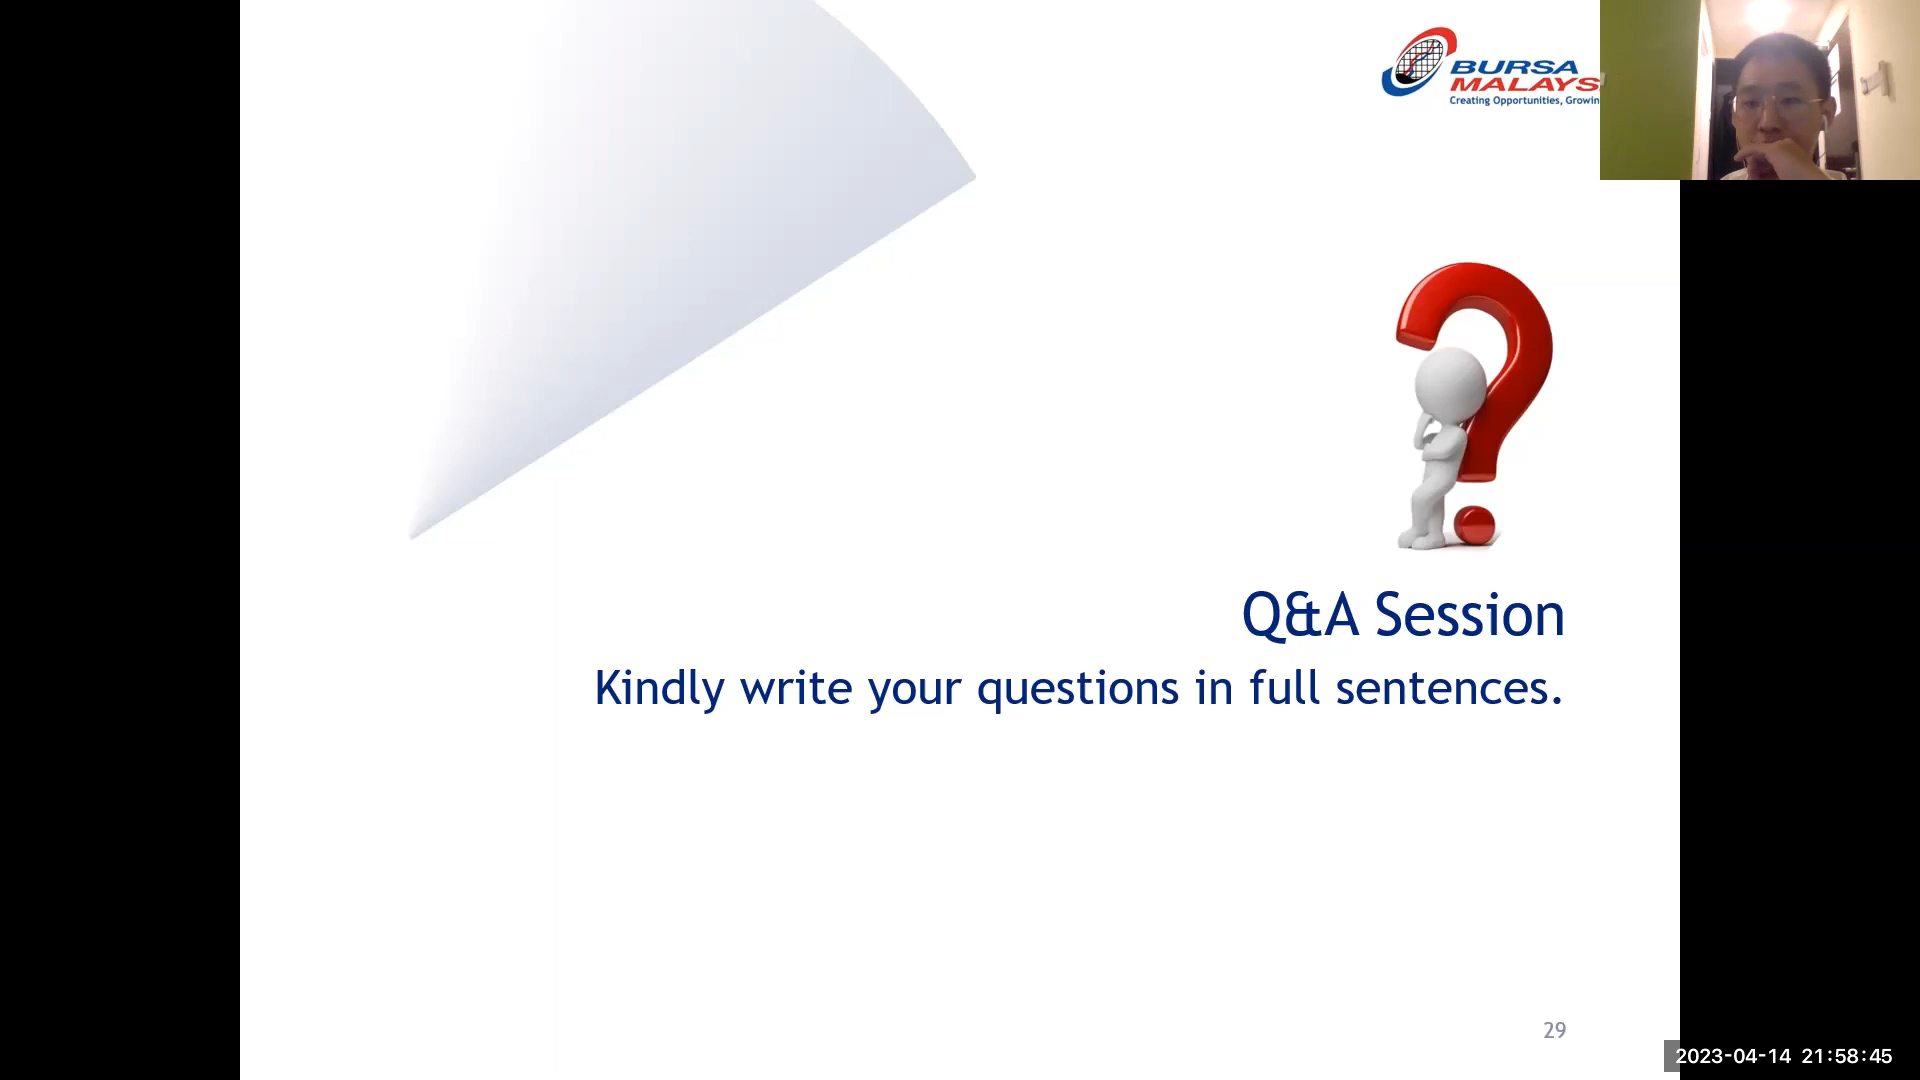 BURSA
MALAYS
Creating Opportunities, Growin
Q&A Session
Kindly write your questions in full sentences.
29
2023-04-14 21:58:45